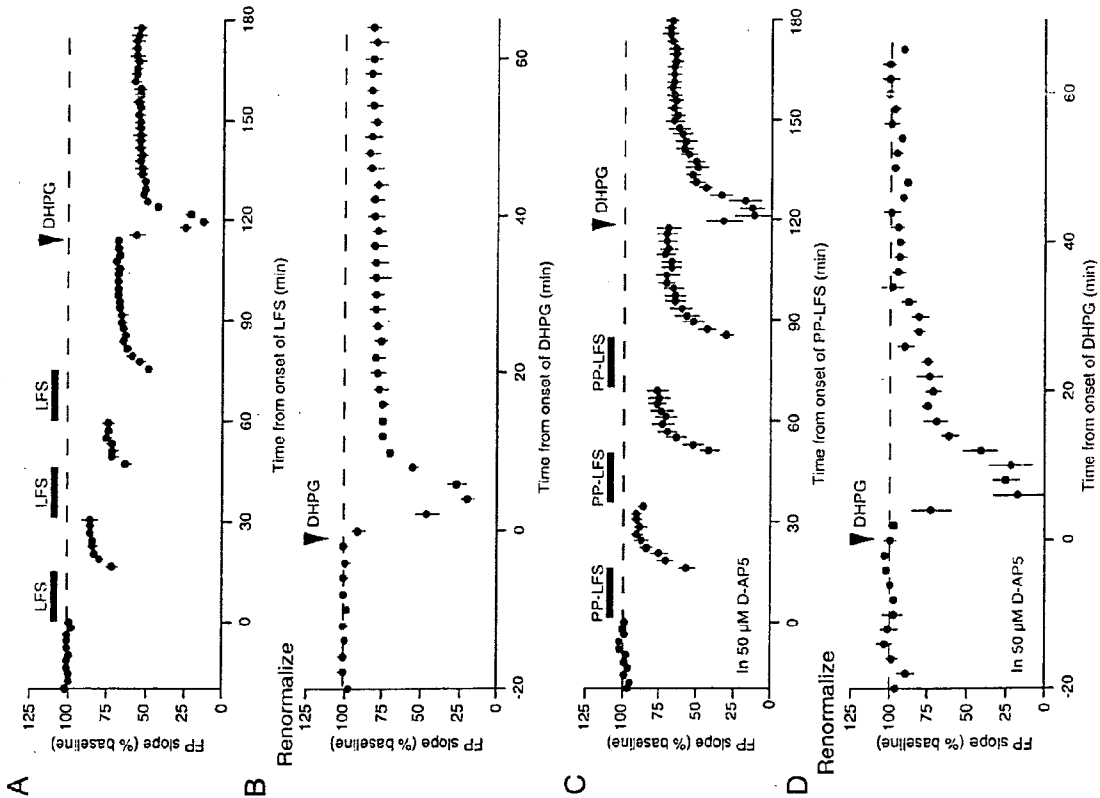 A
FP slope (% baseline)
125
100
75
50
25
0
LFS
LFS
LFS
DHPG
0
30
60
90
120
150
180
Time from onset of LFS (min)
B
Renormalize
FP slope (% baseline)
125
100
75
50
25
0
DHPG
-20
0
20
40
60
Time from onset of DHPG (min)
C
FP slope (% baseline)
125
100
75
50
25
0
PP-LFS
PP-LFS
PP-LFS
DHPG
In 50 µM D-AP5
0
30
60
90
120
150
180
Time from onset of PP-LFS (min)
D
Renormalize
FP slope (% baseline)
125
100
75
50
25
0
DHPG
In 50 µM D-AP5
-20
0
20
40
60
Time from onset of DHPG (min)